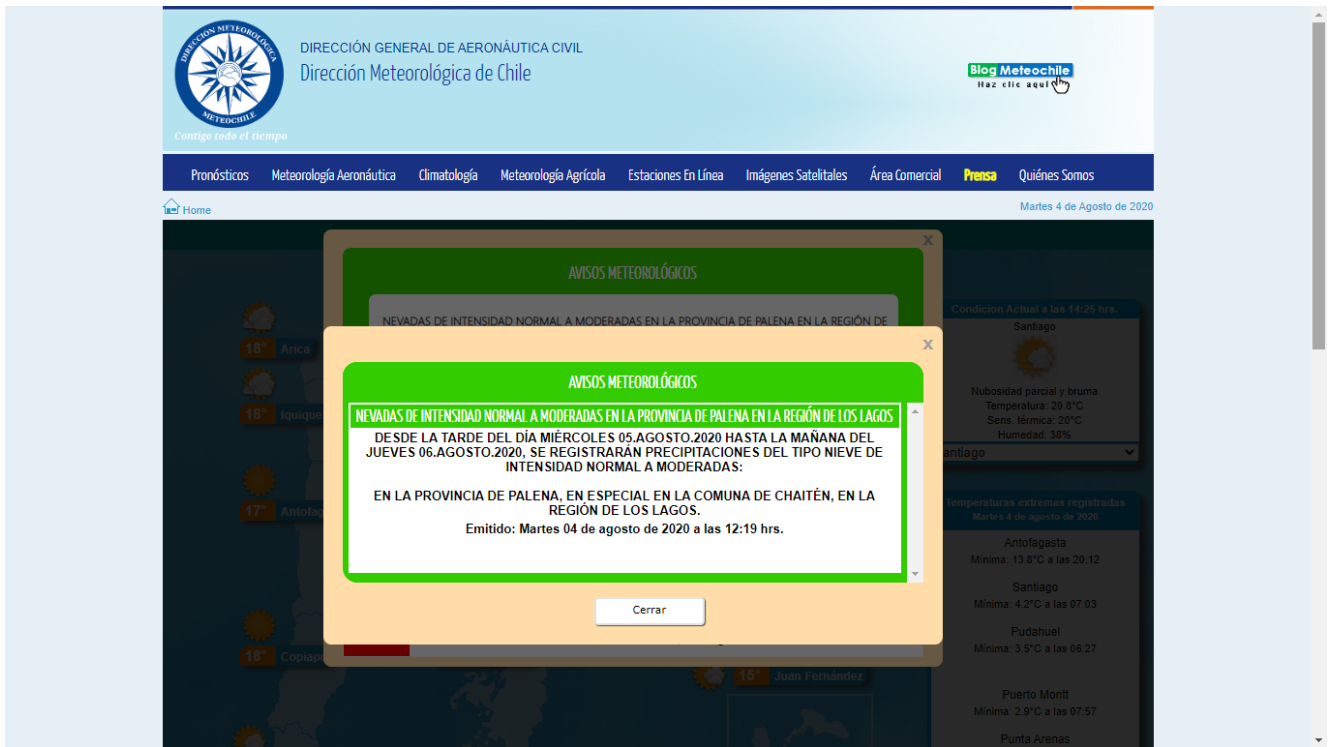 DIRECCIÓN METEOROLÓGICA
METEOCHILE
Contigo todo el tiempo
DIRECCIÓN GENERAL DE AERONÁUTICA CIVIL
Dirección Meteorológica de Chile
Blog Meteochile
Haz clic aquí
Pronósticos Meteorología Aeronáutica Climatología Meteorología Agrícola Estaciones En Línea Imágenes Satelitales Área Comercial Prensa Quiénes Somos
Home
Martes 4 de Agosto de 2020
X
AVISOS METEOROLÓGICOS
NEVADAS DE INTENSIDAD NORMAL A MODERADAS EN LA PROVINCIA DE PALENA EN LA REGIÓN DE
X
AVISOS METEOROLÓGICOS
NEVADAS DE INTENSIDAD NORMAL A MODERADAS EN LA PROVINCIA DE PALENA EN LA REGIÓN DE LOS LAGOS
DESDE LA TARDE DEL DÍA MIÉRCOLES 05.AGOSTO.2020 HASTA LA MAÑANA DEL
JUEVES 06.AGOSTO.2020, SE REGISTRARÁN PRECIPITACIONES DEL TIPO NIEVE DE
INTENSIDAD NORMAL A MODERADAS:
EN LA PROVINCIA DE PALENA, EN ESPECIAL EN LA COMUNA DE CHAITÉN, EN LA
REGIÓN DE LOS LAGOS.
Emitido: Martes 04 de agosto de 2020 a las 12:19 hrs.
Cerrar
18° Arica
18° Iquique
17° Antofag
18° Copiap
15° Juan Fernández
Condicion Actual a las 14:25 hrs.
Santiago
Nubosidad parcial y bruma
Temperatura: 20.8°C
Sens. térmica: 20°C
Humedad: 38%
antiago
Temperaturas extremas registradas
Martes 4 de agosto de 2020
Antofagasta
Mínima: 13.8°C a las 20:12
Santiago
Mínima: 4.2°C a las 07:03
Pudahuel
Mínima: 3.5°C a las 06:27
Puerto Montt
Mínima: 2.9°C a las 07:57
Punta Arenas